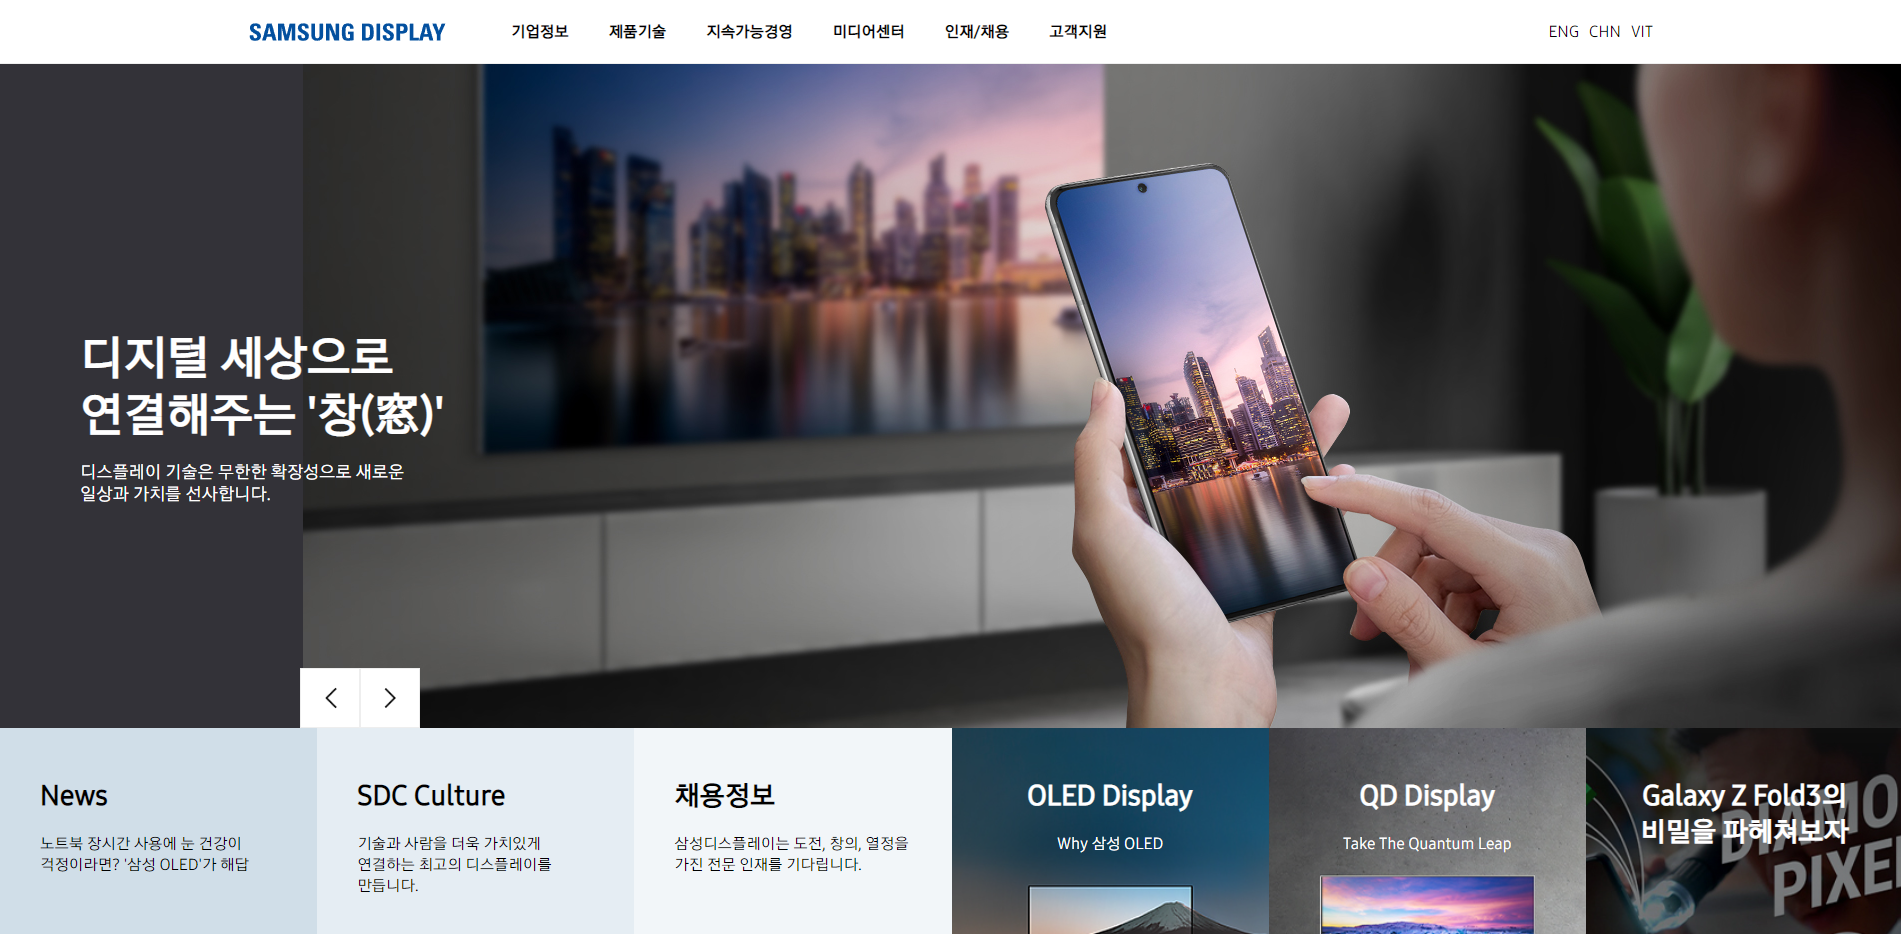 SAMSUNG DISPLAY
기업정보
제품기술
지속가능경영
미디어센터
인재/채용
고객지원
ENG CHN VIT
디지털 세상으로
연결해주는 '창(窓)'
디스플레이 기술은 무한한 확장성으로 새로운
일상과 가치를 선사합니다.
News
노트북 장시간 사용에 눈 건강이
걱정이라면? '삼성 OLED'가 해답
SDC Culture
기술과 사람을 더욱 가치있게
연결하는 최고의 디스플레이를
만듭니다.
채용정보
삼성디스플레이는 도전, 창의, 열정을
가진 전문 인재를 기다립니다.
OLED Display
Why 삼성 OLED
QD Display
Take The Quantum Leap
Galaxy Z Fold3의
비밀을 파헤쳐보자